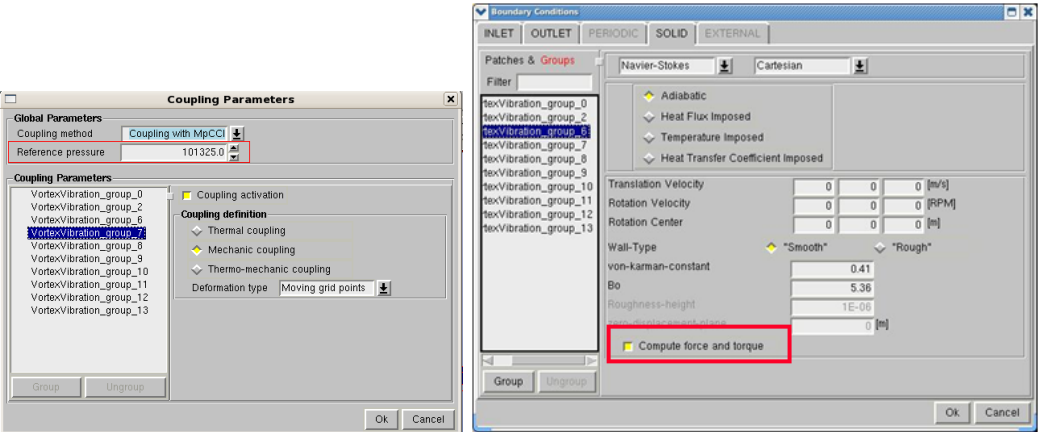 Coupling Parameters
Global Parameters
Coupling method Coupling with MpCCI
Reference pressure 101325.0
Coupling Parameters
VortexVibration_group_0
VortexVibration_group_2
VortexVibration_group_6
VortexVibration_group_7
VortexVibration_group_8
VortexVibration_group_9
VortexVibration_group_10
VortexVibration_group_11
VortexVibration_group_12
VortexVibration_group_13
Group Ungroup
Coupling activation
Coupling definition
Thermal coupling
Mechanic coupling
Thermo-mechanic coupling
Deformation type Moving grid points
Ok Cancel
Boundary Conditions
INLET OUTLET PERIODIC SOLID EXTERNAL
Patches & Groups
Filter
texVibration_group_0
texVibration_group_2
texVibration_group_6
texVibration_group_7
texVibration_group_8
texVibration_group_9
texVibration_group_10
texVibration_group_11
texVibration_group_12
texVibration_group_13
Group Ungroup
Navier-Stokes Cartesian
Adiabatic
Heat Flux Imposed
Temperature Imposed
Heat Transfer Coefficient Imposed
Translation Velocity 0 0 0 [m/s]
Rotation Velocity 0 0 0 [RPM]
Rotation Center 0 0 0 [m]
Wall-Type "Smooth" "Rough"
von-karman-constant 0.41
Bo 5.36
Roughness-height 1E-06
zero-displacement-plane 0 [m]
Compute force and torque
Ok Cancel